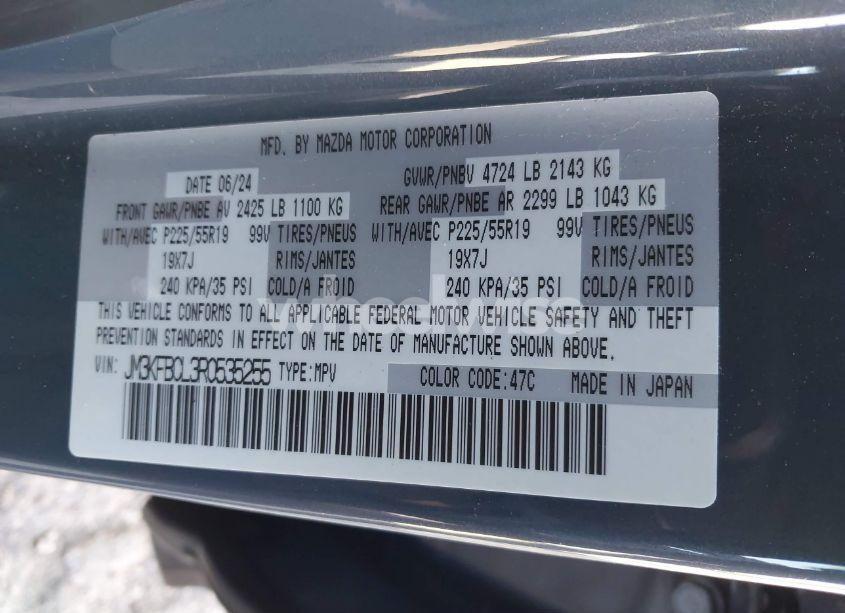 MFD. BY MAZDA MOTOR CORPORATION
DATE 06/24 GVWR/PNBV 4724 LB 2143 KG
FRONT GAWR/PNBE AV 2425 LB 1100 KG REAR GAWR/PNBE AR 2299 LB 1043 KG
WITH/AVEC P225/55R19 99V TIRES/PNEUS WITH/AVEC P225/55R19 99V TIRES/PNEUS
19X7J RIMS/JANTES 19X7J RIMS/JANTES
240 KPA/35 PSI COLD/A FROID 240 KPA/35 PSI COLD/A FROID
THIS VEHICLE CONFORMS TO ALL APPLICABLE FEDERAL MOTOR VEHICLE SAFETY AND THEFT
PREVENTION STANDARDS IN EFFECT ON THE DATE OF MANUFACTURE SHOWN ABOVE.
VIN: JM3KFBCL3R0535255 TYPE:MPV COLOR CODE:47C MADE IN JAPAN
wheelwise